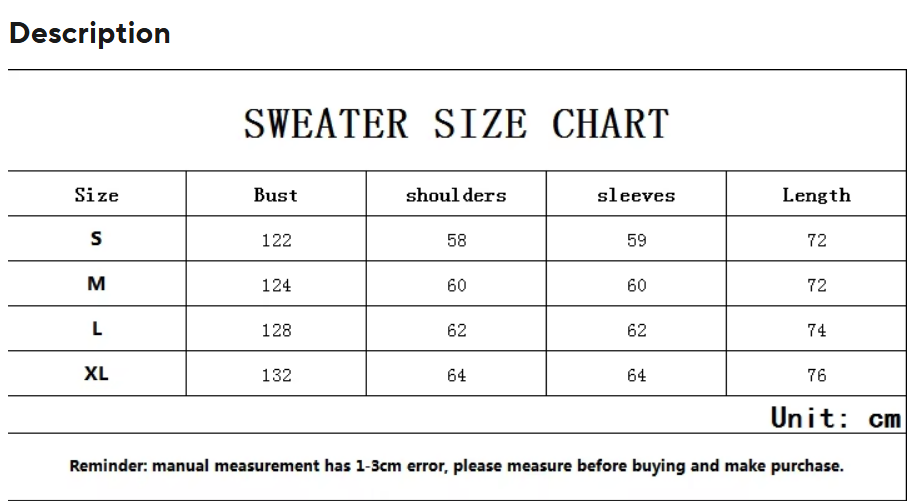 Description
SWEATER SIZE CHART
Size Bust shoulders sleeves Length
S 122 58 59 72
M 124 60 60 72
L 128 62 62 74
XL 132 64 64 76
Unit: cm
Reminder: manual measurement has 1-3cm error, please measure before buying and make purchase.